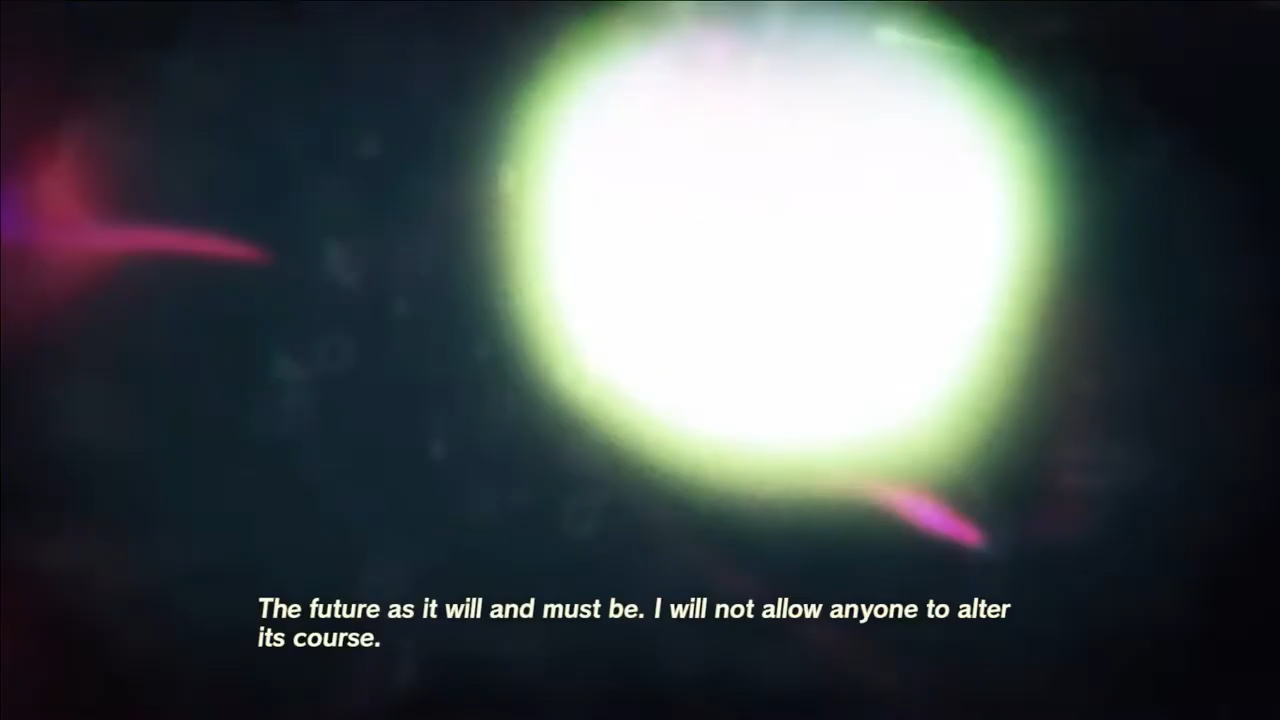 The future as it will and must be. I will not allow anyone to alter
its course.